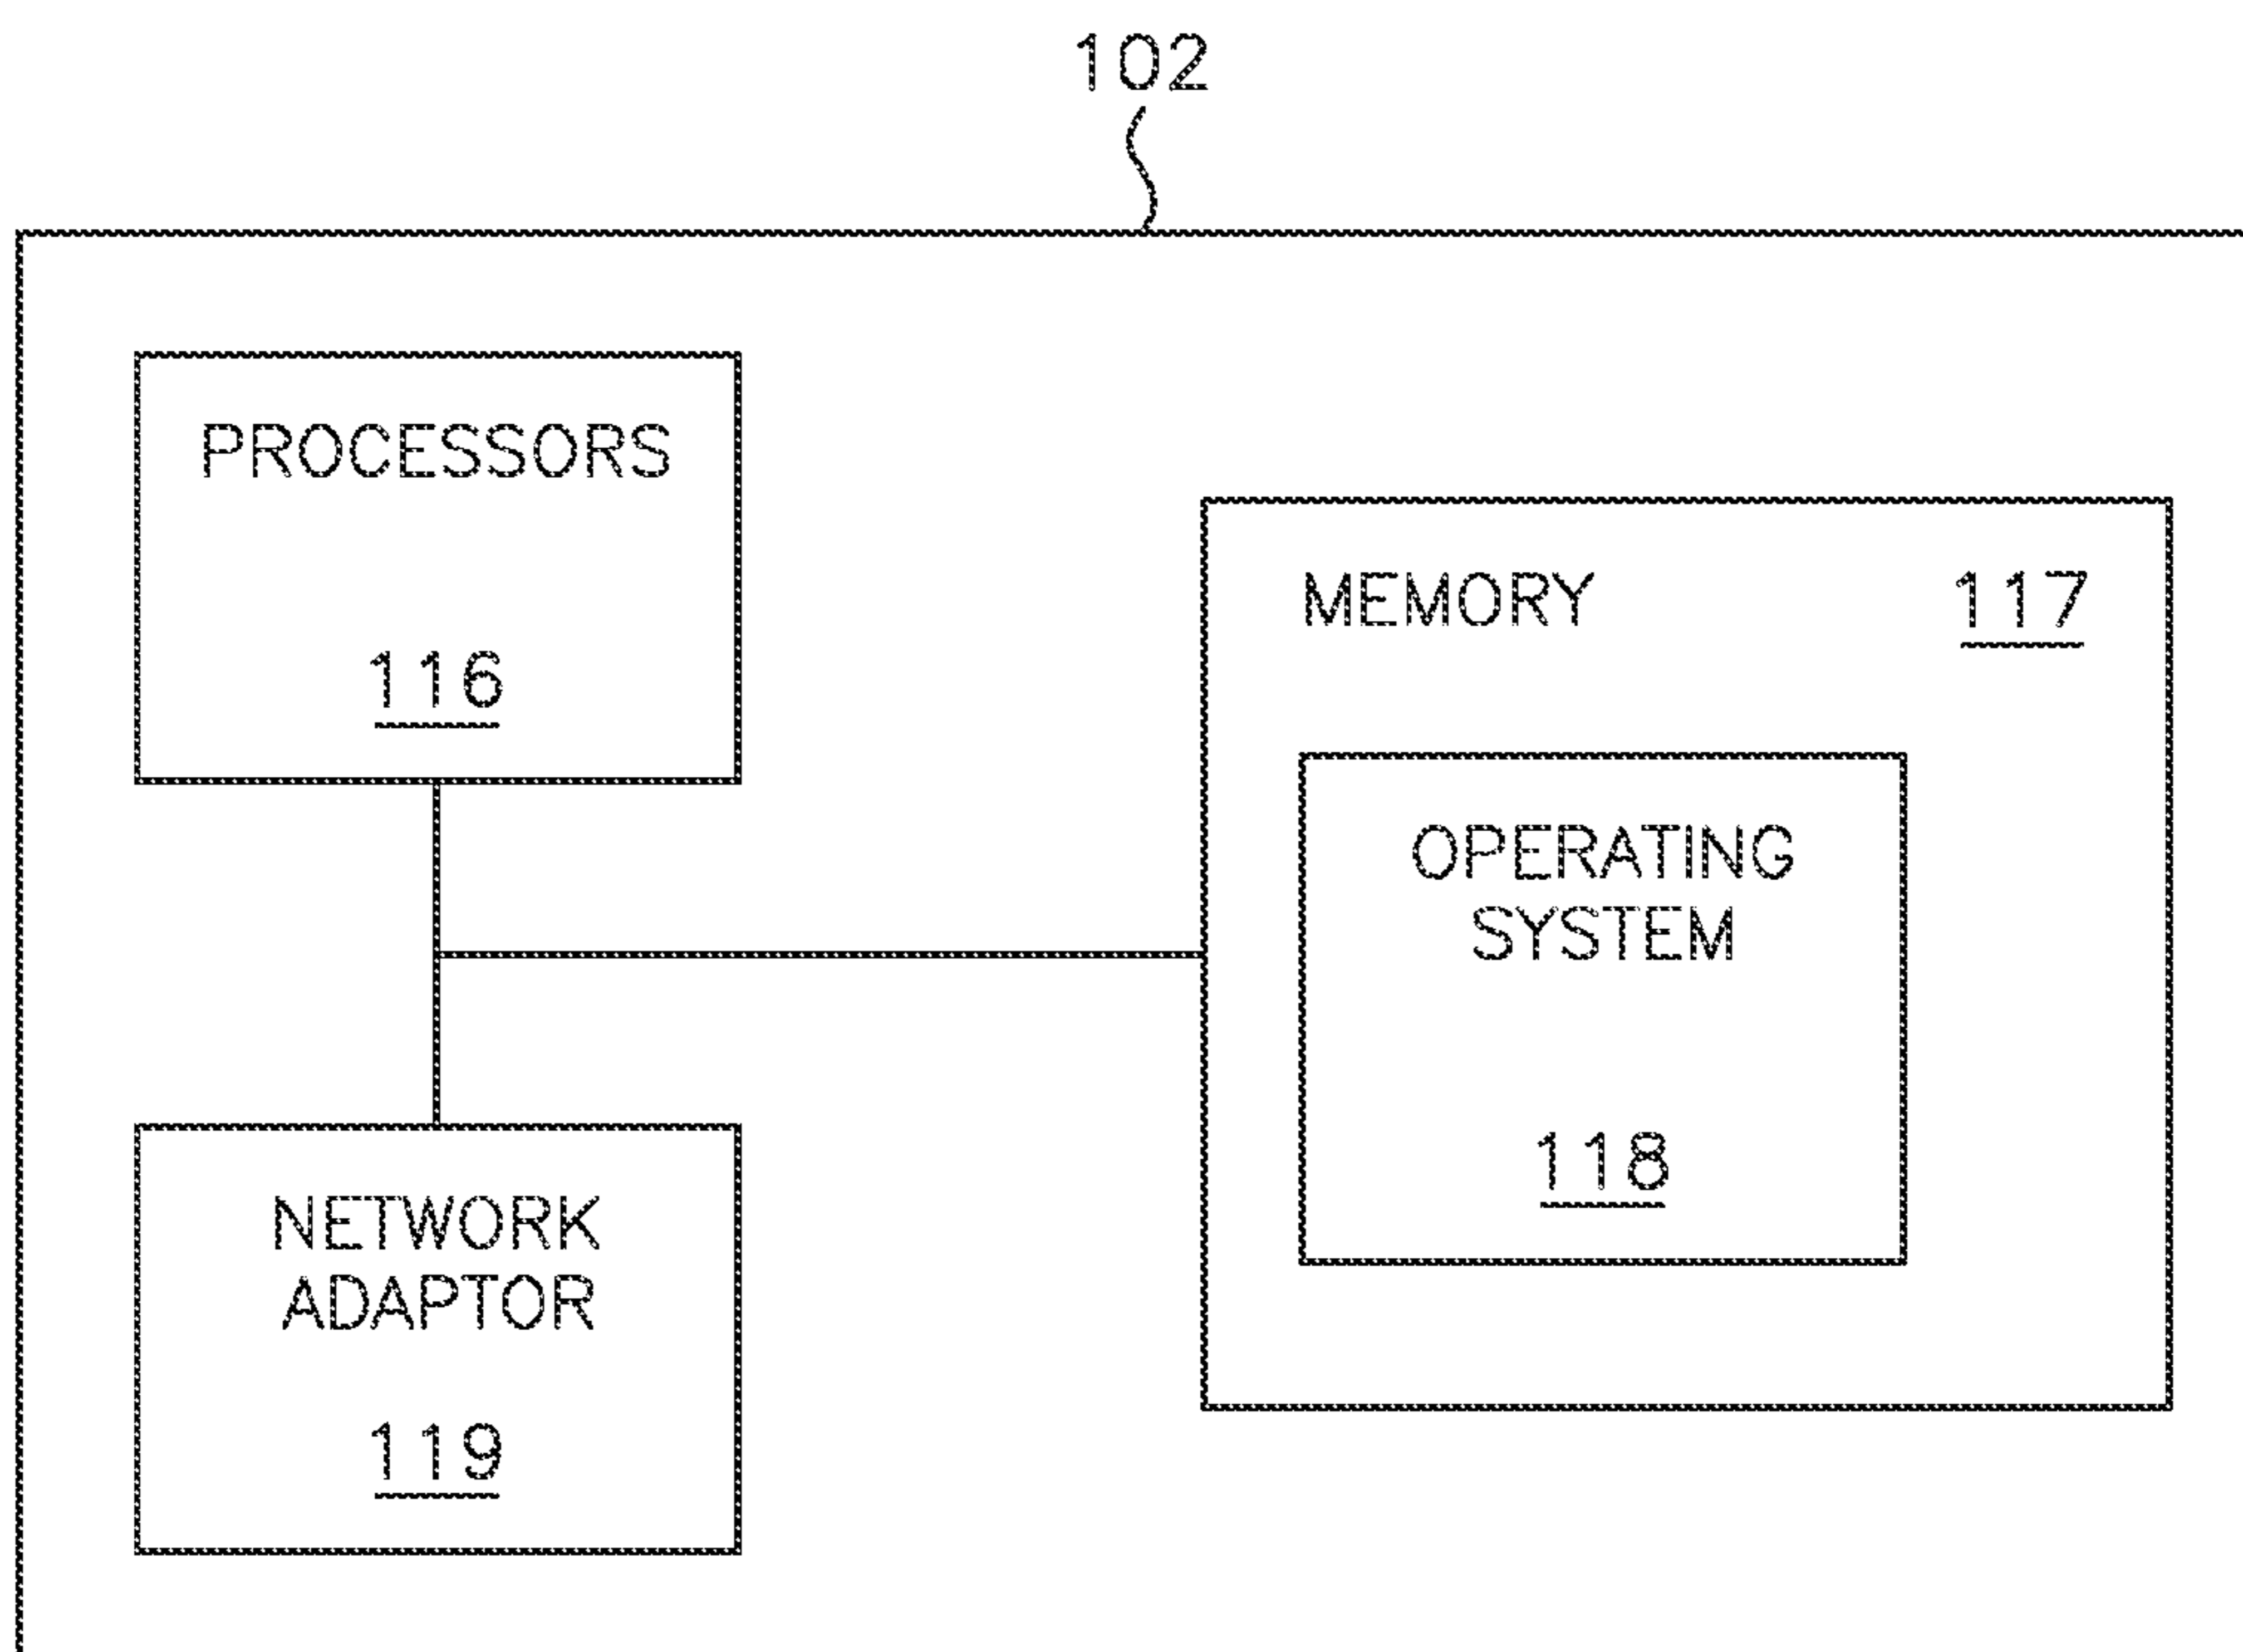 102
PROCESSORS
116
MEMORY 117
OPERATING
SYSTEM
118
NETWORK
ADAPTOR
119